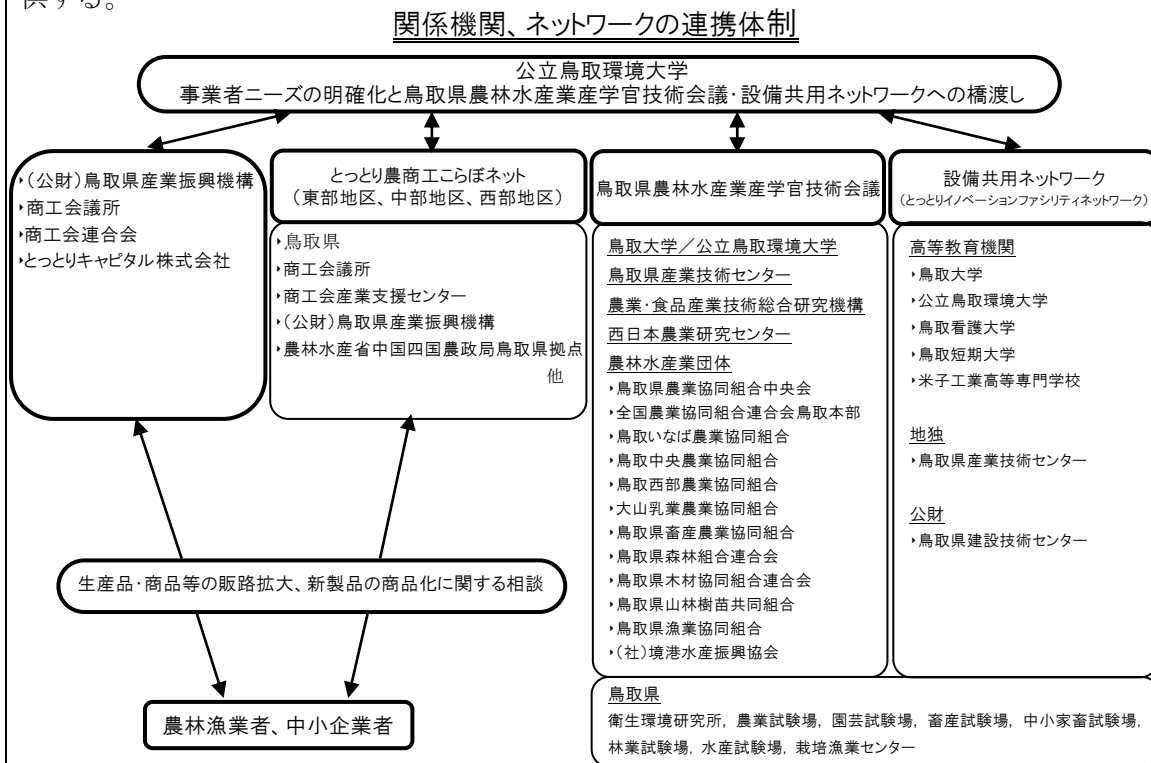 供する。
関係機関、ネットワークの連携体制
公立鳥取環境大学
事業者ニーズの明確化と鳥取県農林水産業産学官技術会議・設備共用ネットワークへの橋渡し
・(公財)鳥取県産業振興機構
・商工会議所
・商工会連合会
・とっとりキャピタル株式会社
とっとり農商工こらぼネット
(東部地区、中部地区、西部地区)
・鳥取県
・商工会議所
・商工会産業支援センター
・(公財)鳥取県産業振興機構
・農林水産省中国四国農政局鳥取県拠点
他
鳥取県農林水産業産学官技術会議
鳥取大学/公立鳥取環境大学
鳥取県産業技術センター
農業・食品産業技術総合研究機構
西日本農業研究センター
農林水産業団体
・鳥取県農業協同組合中央会
・全国農業協同組合連合会鳥取本部
・鳥取いなば農業協同組合
・鳥取中央農業協同組合
・鳥取西部農業協同組合
・大山乳業農業協同組合
・鳥取県畜産農業協同組合
・鳥取県森林組合連合会
・鳥取県木材協同組合連合会
・鳥取県山林樹苗共同組合
・鳥取県漁業協同組合
・(社)境港水産振興協会
設備共用ネットワーク
(とっとりイノベーションファシリティネットワーク)
高等教育機関
・鳥取大学
・公立鳥取環境大学
・鳥取看護大学
・鳥取短期大学
・米子工業高等専門学校
地独
・鳥取県産業技術センター
公財
・鳥取県建設技術センター
生産品・商品等の販路拡大、新製品の商品化に関する相談
農林漁業者、中小企業者
鳥取県
衛生環境研究所, 農業試験場, 園芸試験場, 畜産試験場, 中小家畜試験場,
林業試験場, 水産試験場, 栽培漁業センター